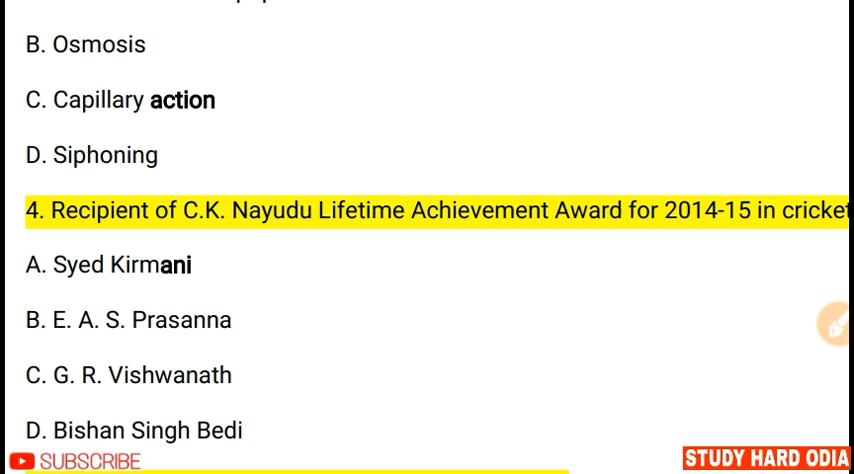 B. Osmosis
C. Capillary action
D. Siphoning
4. Recipient of C.K. Nayudu Lifetime Achievement Award for 2014-15 in cricket
A. Syed Kirmani
B. E. A. S. Prasanna
C. G. R. Vishwanath
D. Bishan Singh Bedi
SUBSCRIBE
STUDY HARD ODIA